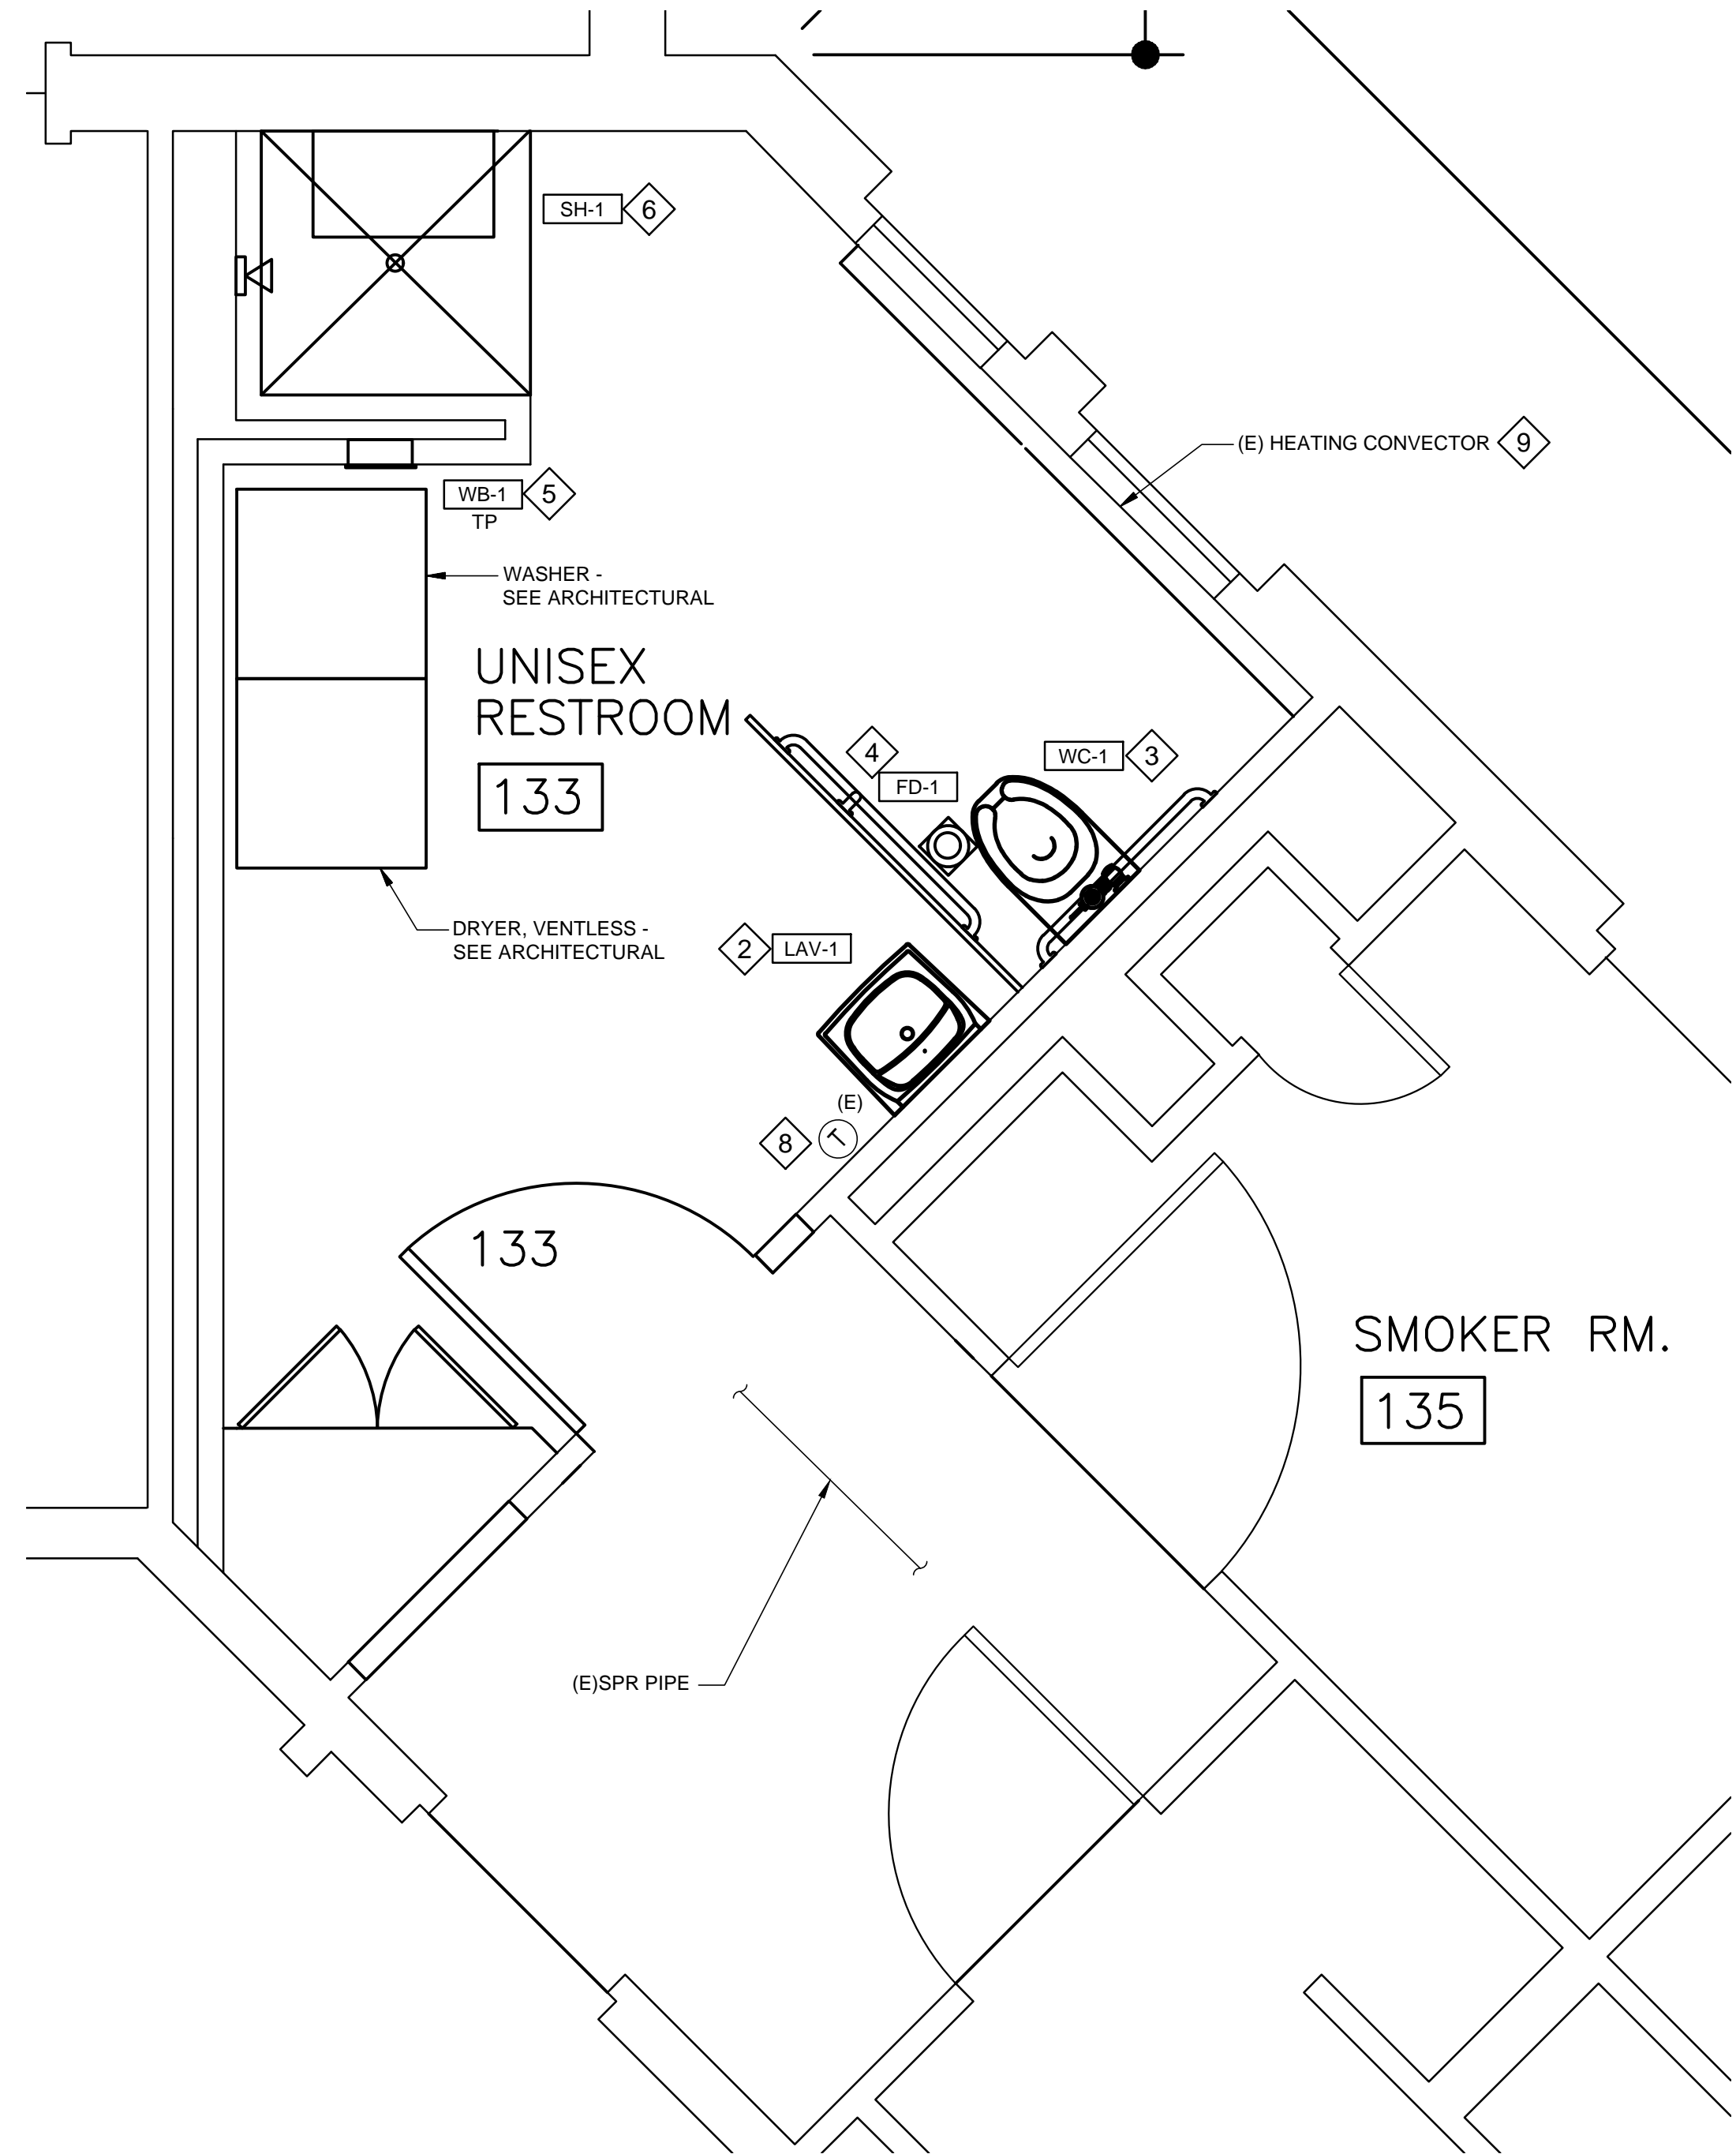 SH-1 6
(E) HEATING CONVECTOR 9
WB-1 5
TP
WASHER -
SEE ARCHITECTURAL
UNISEX
RESTROOM
133
4
FD-1
WC-1 3
DRYER, VENTLESS -
SEE ARCHITECTURAL
2 LAV-1
(E)
8 T
133
SMOKER RM.
135
(E)SPR PIPE